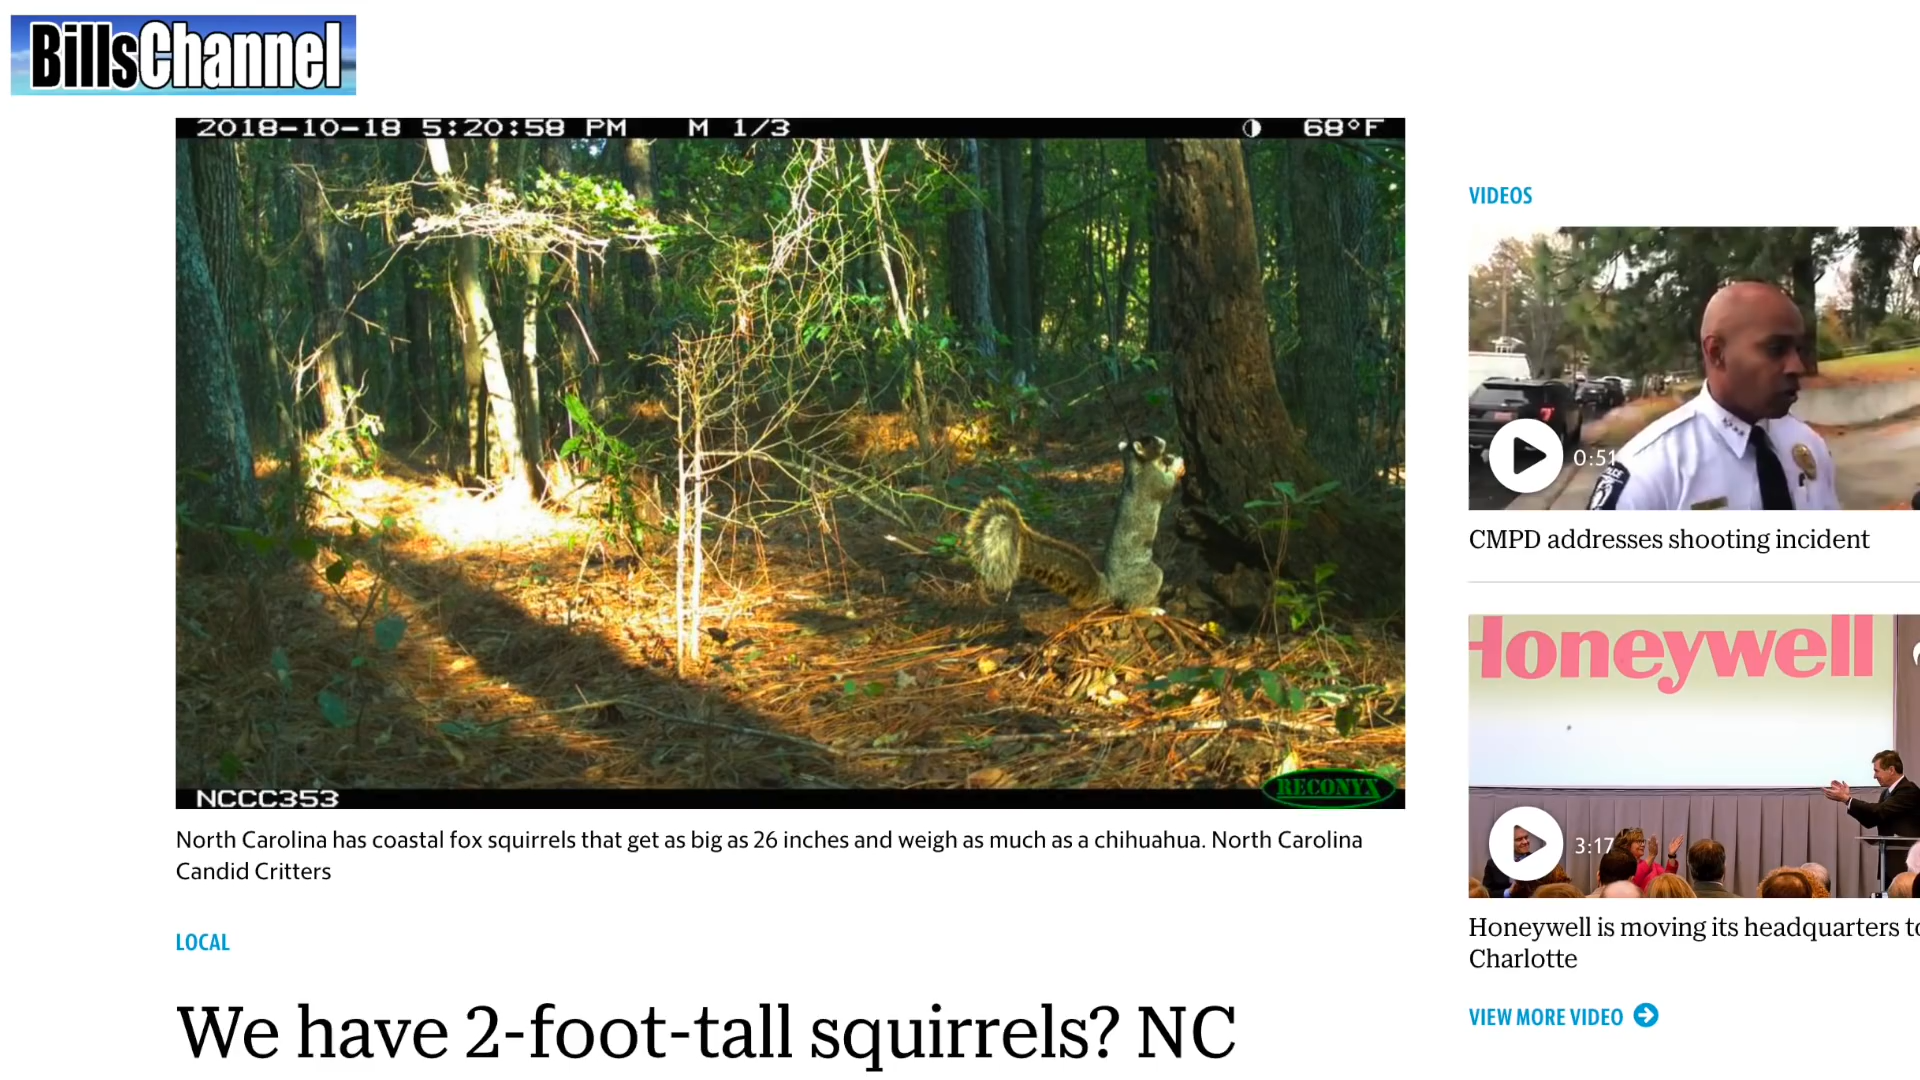 BillsChannel
2018-10-18 5:20:58 PM M 1/3 68°F
NCCC353
RECONYX
North Carolina has coastal fox squirrels that get as big as 26 inches and weigh as much as a chihuahua. North Carolina
Candid Critters
LOCAL
We have 2-foot-tall squirrels? NC
VIDEOS
0:51
CMPD addresses shooting incident
Honeywell
3:17
Honeywell is moving its headquarters to
Charlotte
VIEW MORE VIDEO